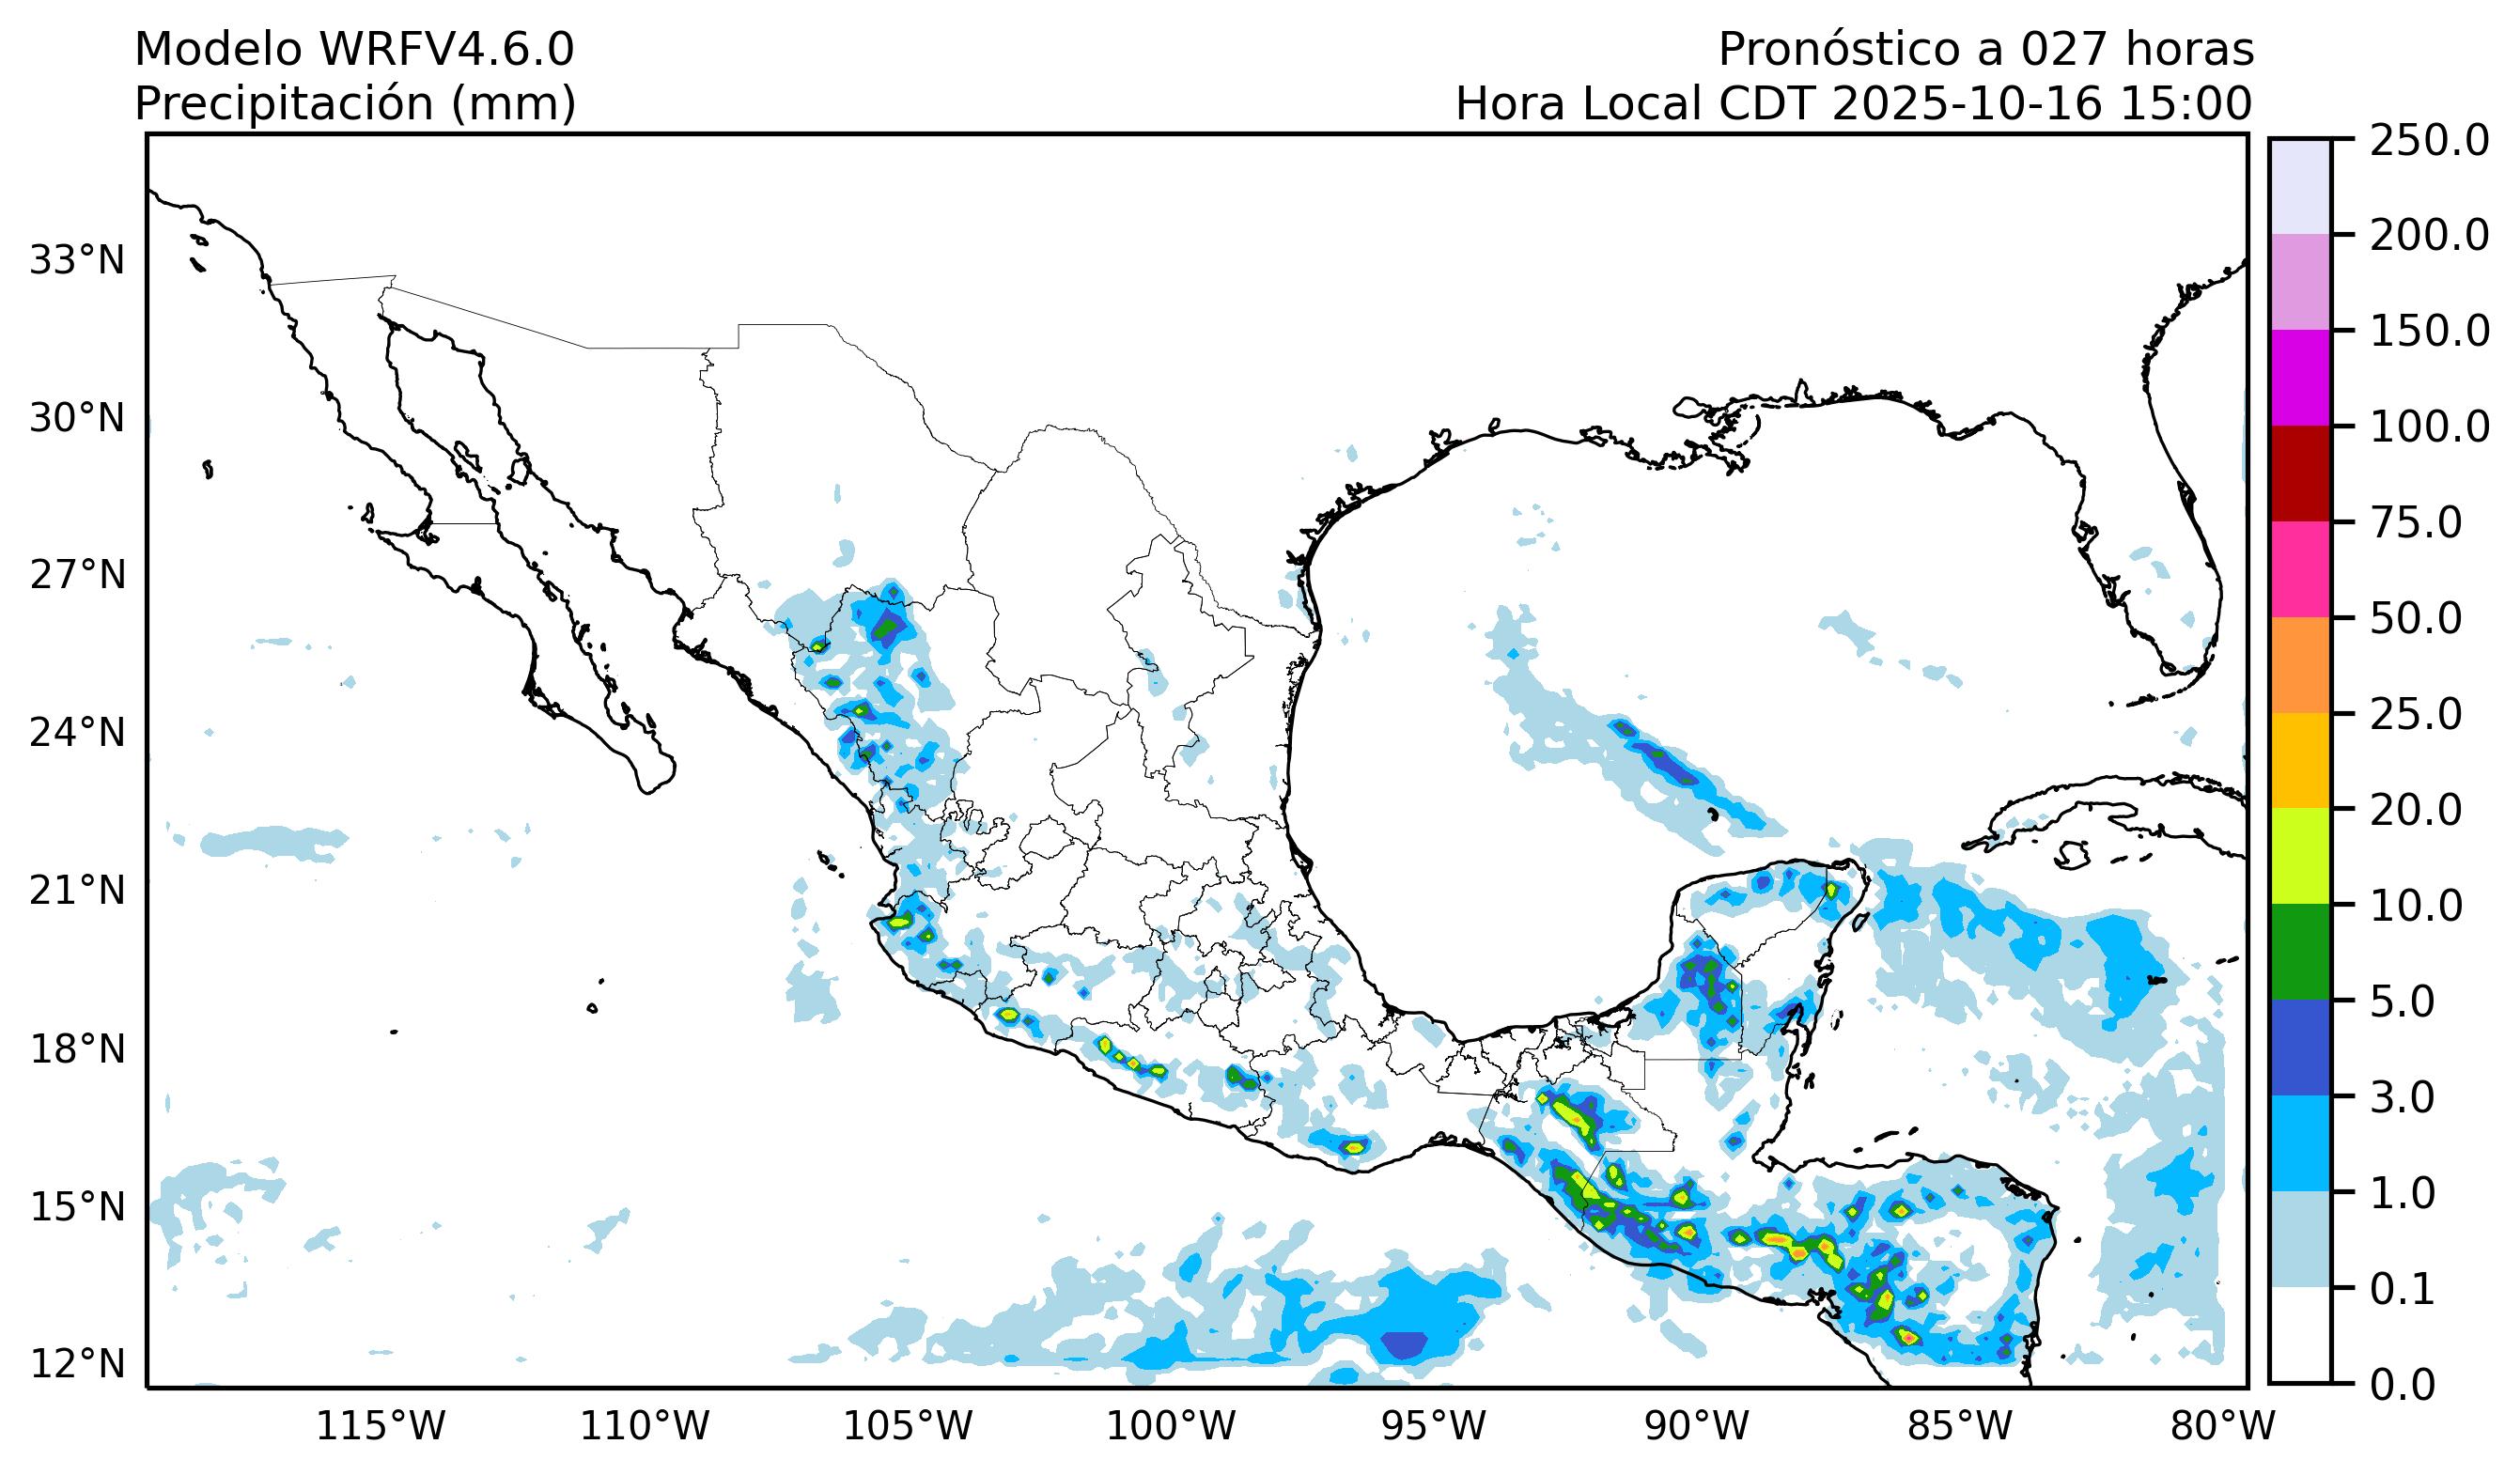 Modelo WRFV4.6.0
Precipitación (mm)
Pronóstico a 027 horas
Hora Local CDT 2025-10-16 15:00
33°N
30°N
27°N
24°N
21°N
18°N
15°N
12°N
115°W
110°W
105°W
100°W
95°W
90°W
85°W
80°W
250.0
200.0
150.0
100.0
75.0
50.0
25.0
20.0
10.0
5.0
3.0
1.0
0.1
0.0